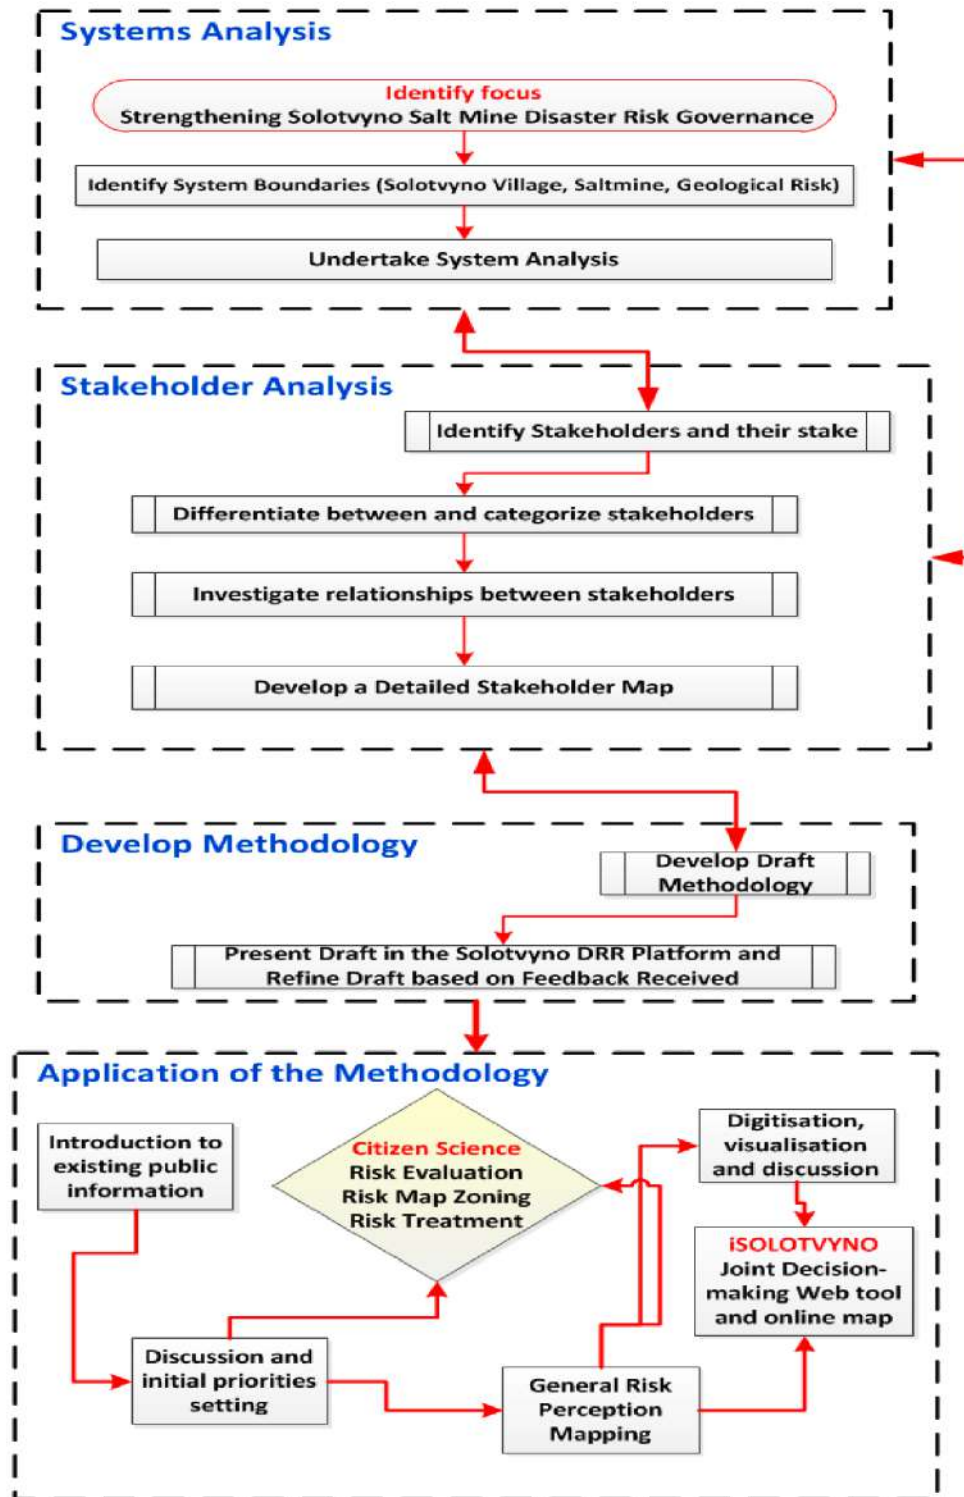 Systems Analysis
Identify focus
Strengthening Solotvyno Salt Mine Disaster Risk Governance
Identify System Boundaries (Solotvyno Village, Saltmine, Geological Risk)
Undertake System Analysis
Stakeholder Analysis
Identify Stakeholders and their stake
Differentiate between and categorize stakeholders
Investigate relationships between stakeholders
Develop a Detailed Stakeholder Map
Develop Methodology
Develop Draft
Methodology
Present Draft in the Solotvyno DRR Platform and
Refine Draft based on Feedback Received
Application of the Methodology
Introduction to
existing public
information
Citizen Science
Risk Evaluation
Risk Map Zoning
Risk Treatment
Digitisation,
visualisation
and discussion
iSOLOTVYNO
Joint Decision-
making Web tool
and online map
Discussion and
initial priorities
setting
General Risk
Perception
Mapping